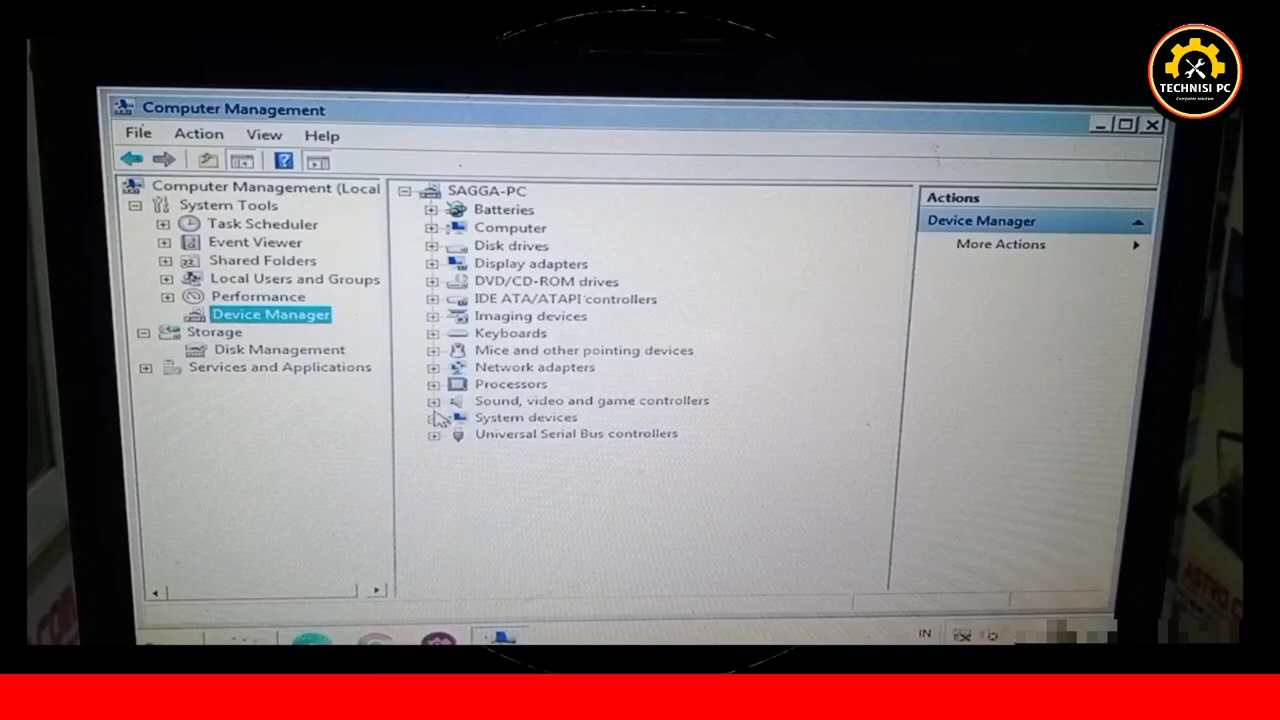 TECHNISI PC
Computer solution
Computer Management
File Action View Help
Computer Management (Local
System Tools
Task Scheduler
Event Viewer
Shared Folders
Local Users and Groups
Performance
Device Manager
Storage
Disk Management
Services and Applications
SAGGA-PC
Batteries
Computer
Disk drives
Display adapters
DVD/CD-ROM drives
IDE ATA/ATAPI controllers
Imaging devices
Keyboards
Mice and other pointing devices
Network adapters
Processors
Sound, video and game controllers
System devices
Universal Serial Bus controllers
Actions
Device Manager
More Actions
IN